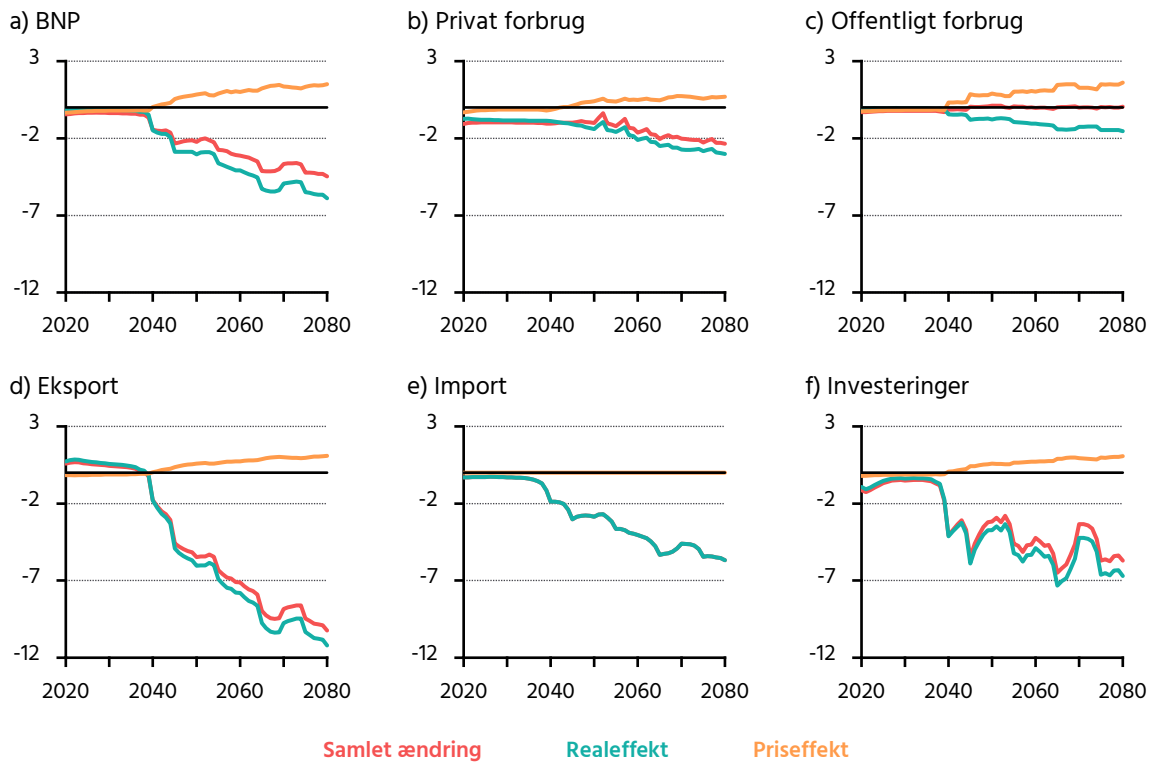 a) BNP
b) Privat forbrug
c) Offentligt forbrug
3
-2
-7
-12
2020 2040 2060 2080
3
-2
-7
-12
2020 2040 2060 2080
3
-2
-7
-12
2020 2040 2060 2080
d) Eksport
e) Import
f) Investeringer
3
-2
-7
-12
2020 2040 2060 2080
3
-2
-7
-12
2020 2040 2060 2080
3
-2
-7
-12
2020 2040 2060 2080
Samlet ændring Realeffekt Priseffekt